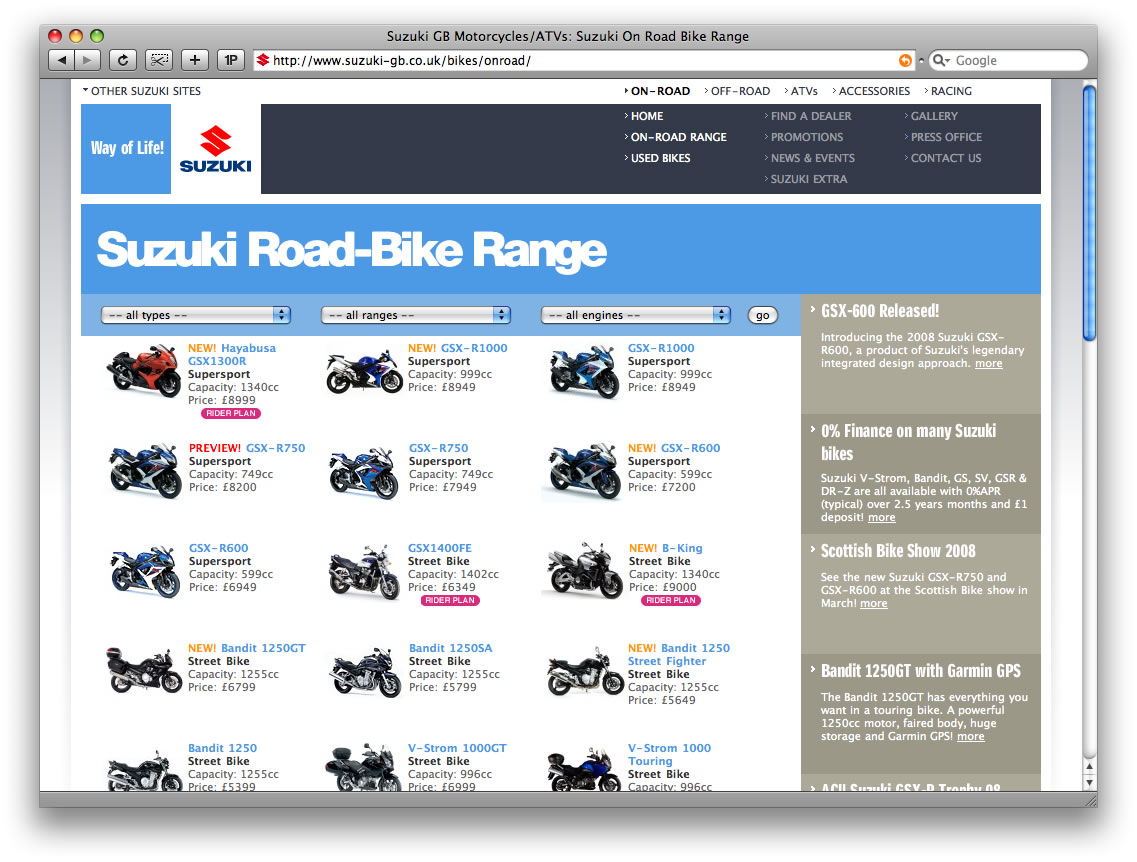 Suzuki GB Motorcycles/ATVs: Suzuki On Road Bike Range
1P
http://www.suzuki-gb.co.uk/bikes/onroad/
Google
OTHER SUZUKI SITES
ON-ROAD
OFF-ROAD
ATVs
ACCESSORIES
RACING
Way of Life!
SUZUKI
HOME
ON-ROAD RANGE
USED BIKES
FIND A DEALER
PROMOTIONS
NEWS & EVENTS
SUZUKI EXTRA
GALLERY
PRESS OFFICE
CONTACT US
Suzuki Road-Bike Range
-- all types --
-- all ranges --
-- all engines --
go
NEW! Hayabusa
GSX1300R
Supersport
Capacity: 1340cc
Price: £8999
RIDER PLAN
NEW! GSX-R1000
Supersport
Capacity: 999cc
Price: £8949
GSX-R1000
Supersport
Capacity: 999cc
Price: £8949
PREVIEW! GSX-R750
Supersport
Capacity: 749cc
Price: £8200
GSX-R750
Supersport
Capacity: 749cc
Price: £7949
NEW! GSX-R600
Supersport
Capacity: 599cc
Price: £7200
GSX-R600
Supersport
Capacity: 599cc
Price: £6949
GSX1400FE
Street Bike
Capacity: 1402cc
Price: £6349
RIDER PLAN
NEW! B-King
Street Bike
Capacity: 1340cc
Price: £9000
RIDER PLAN
NEW! Bandit 1250GT
Street Bike
Capacity: 1255cc
Price: £6799
Bandit 1250SA
Street Bike
Capacity: 1255cc
Price: £5799
NEW! Bandit 1250
Street Fighter
Street Bike
Capacity: 1255cc
Price: £5649
Bandit 1250
Street Bike
Capacity: 1255cc
Price: £5399
V-Strom 1000GT
Street Bike
Capacity: 996cc
Price: £6999
V-Strom 1000
Touring
Street Bike
Capacity: 996cc
GSX-600 Released!
Introducing the 2008 Suzuki GSX-
R600, a product of Suzuki's legendary
integrated design approach. more
0% Finance on many Suzuki
bikes
Suzuki V-Strom, Bandit, GS, SV, GSR &
DR-Z are all available with 0%APR
(typical) over 2.5 years months and £1
deposit! more
Scottish Bike Show 2008
See the new Suzuki GSX-R750 and
GSX-R600 at the Scottish Bike show in
March! more
Bandit 1250GT with Garmin GPS
The Bandit 1250GT has everything you
want in a touring bike. A powerful
1250cc motor, faired body, huge
storage and Garmin GPS! more
ACU Suzuki GSX-R Trophy 08